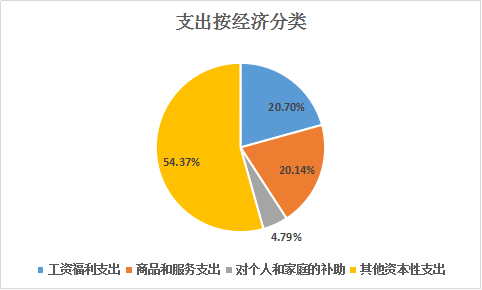 支出按经济分类
20.70%
20.14%
4.79%
54.37%
工资福利支出 商品和服务支出 对个人和家庭的补助 其他资本性支出